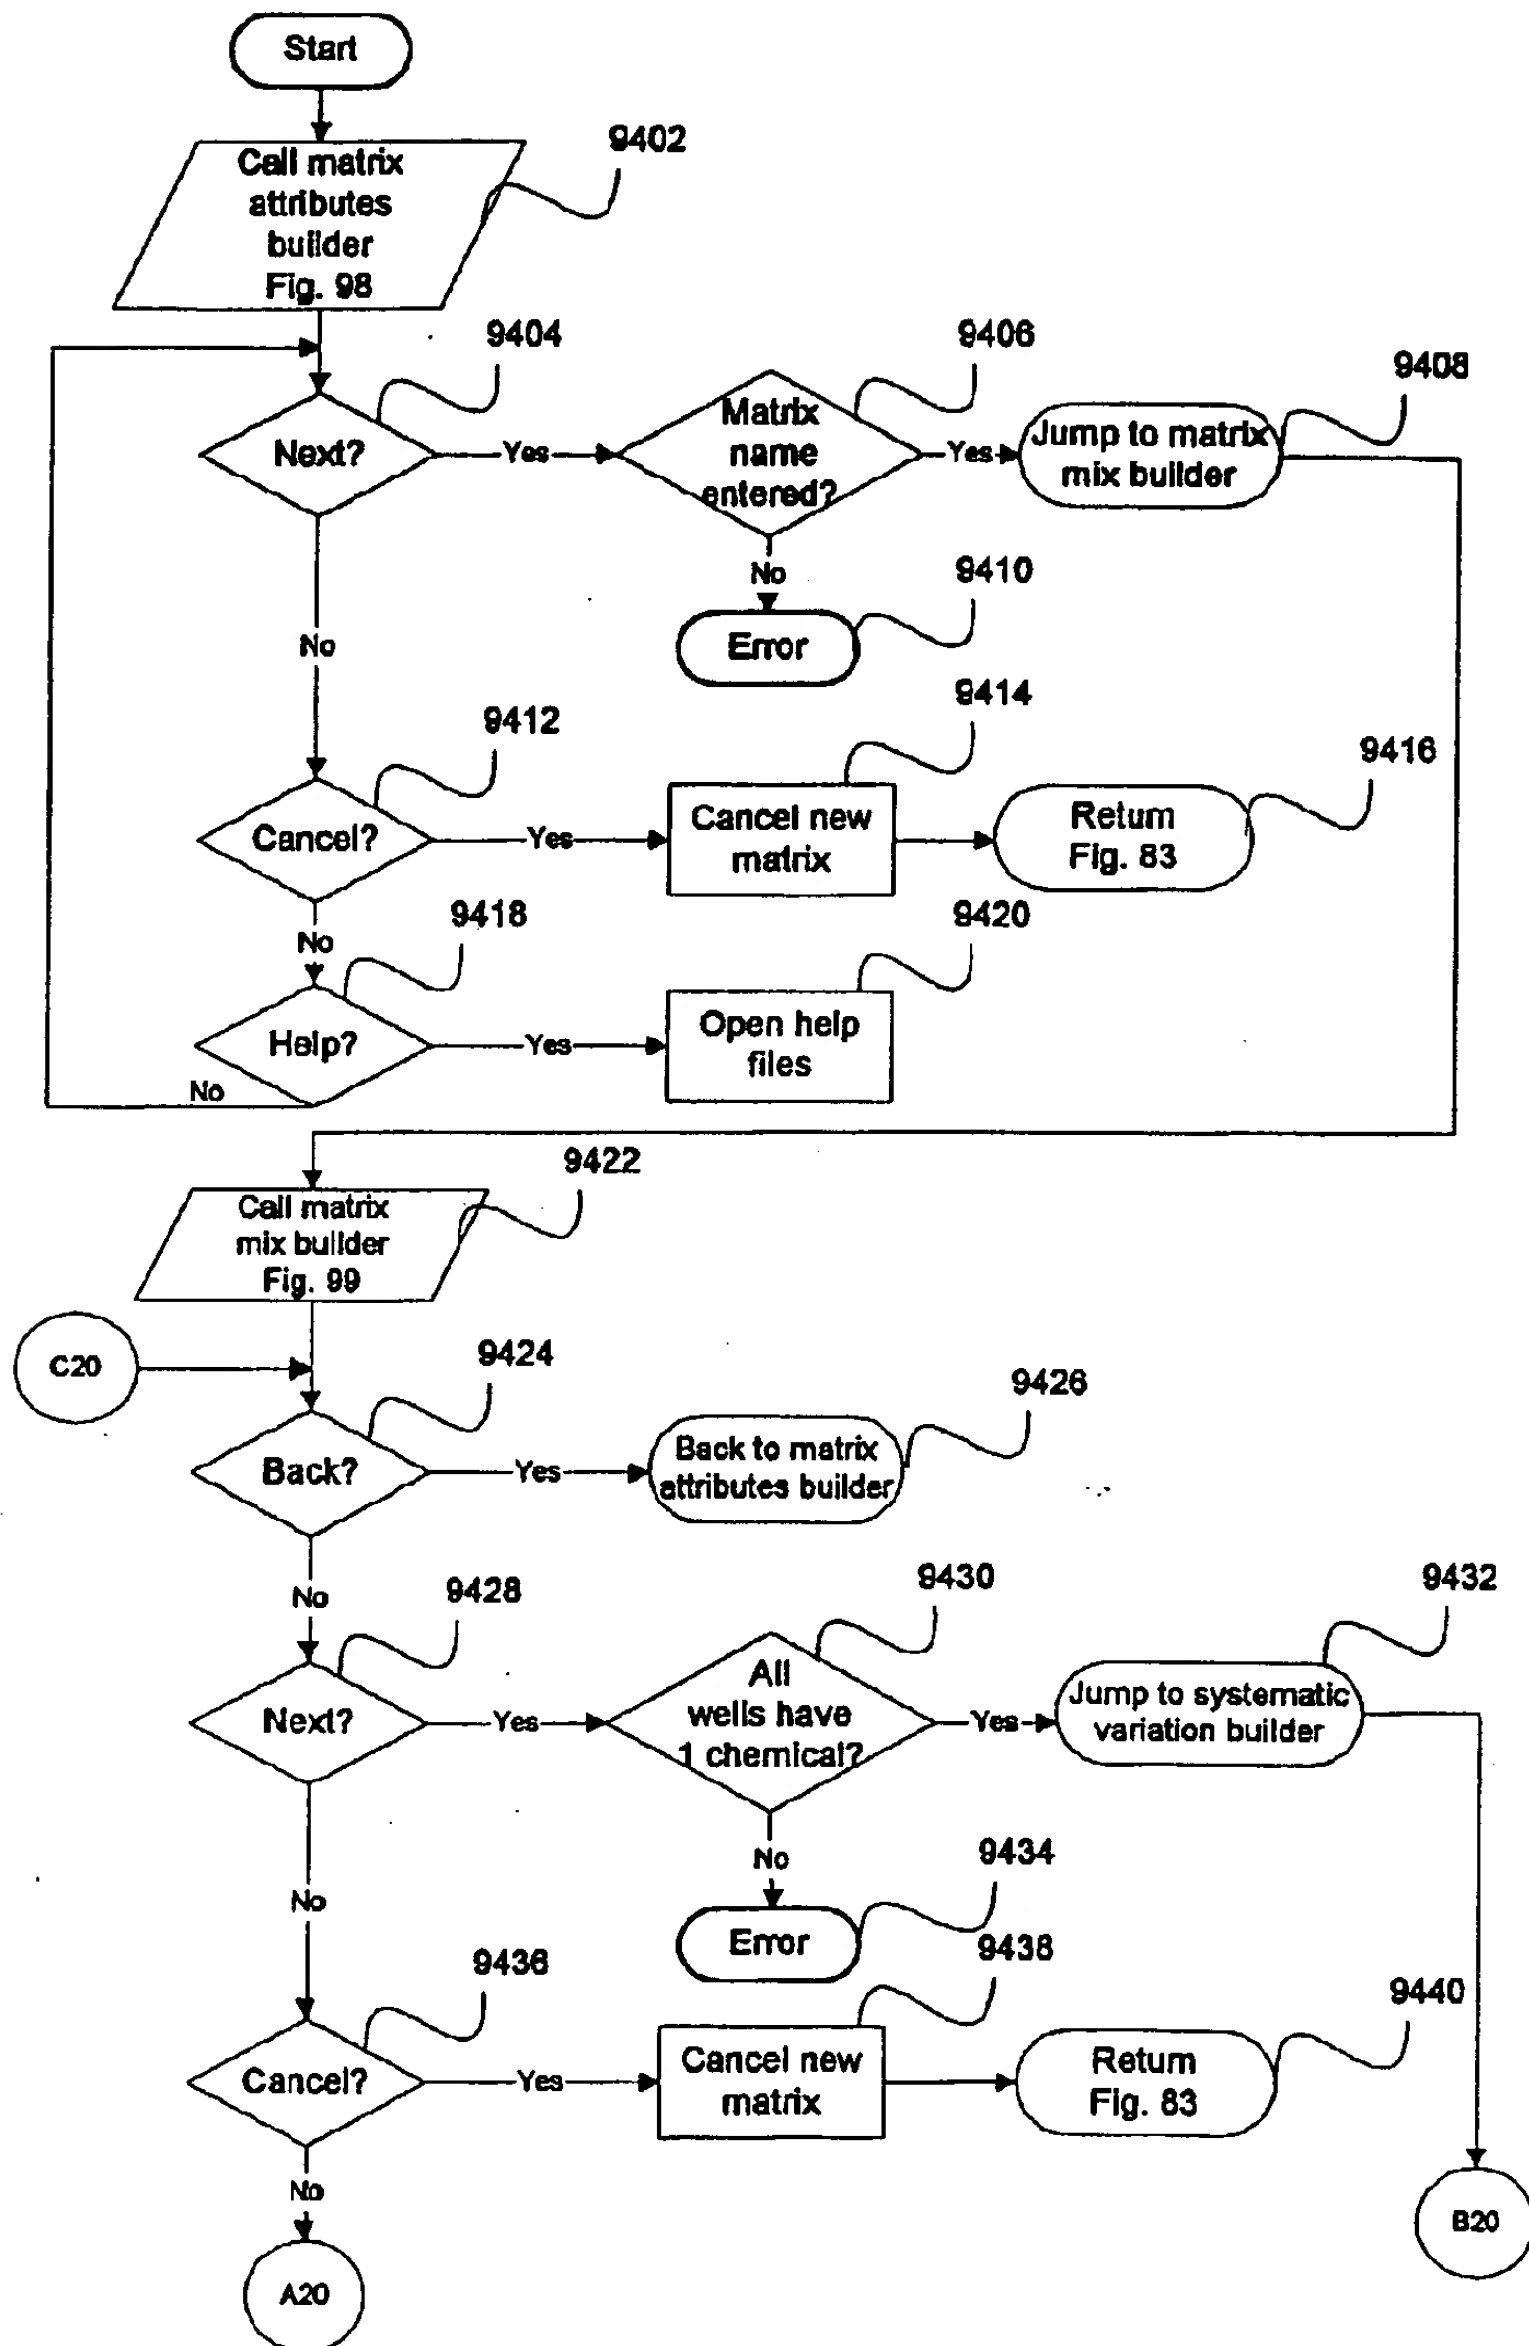 Start
9402
Call matrix
attributes
builder
Fig. 98
9404
9406
9408
Next?
Yes
Matrix
name
entered?
Yes
Jump to matrix
mix builder
No
9410
Error
No
9412
9414
9416
Cancel?
Yes
Cancel new
matrix
Return
Fig. 83
No
9418
9420
Help?
Yes
Open help
files
No
9422
Call matrix
mix builder
Fig. 99
C20
9424
9426
Back?
Yes
Back to matrix
attributes builder
No
9428
9430
9432
Next?
Yes
All
wells have
1 chemical?
Yes
Jump to systematic
variation builder
No
9434
Error
No
9436
9438
9440
Cancel?
Yes
Cancel new
matrix
Return
Fig. 83
No
B20
A20